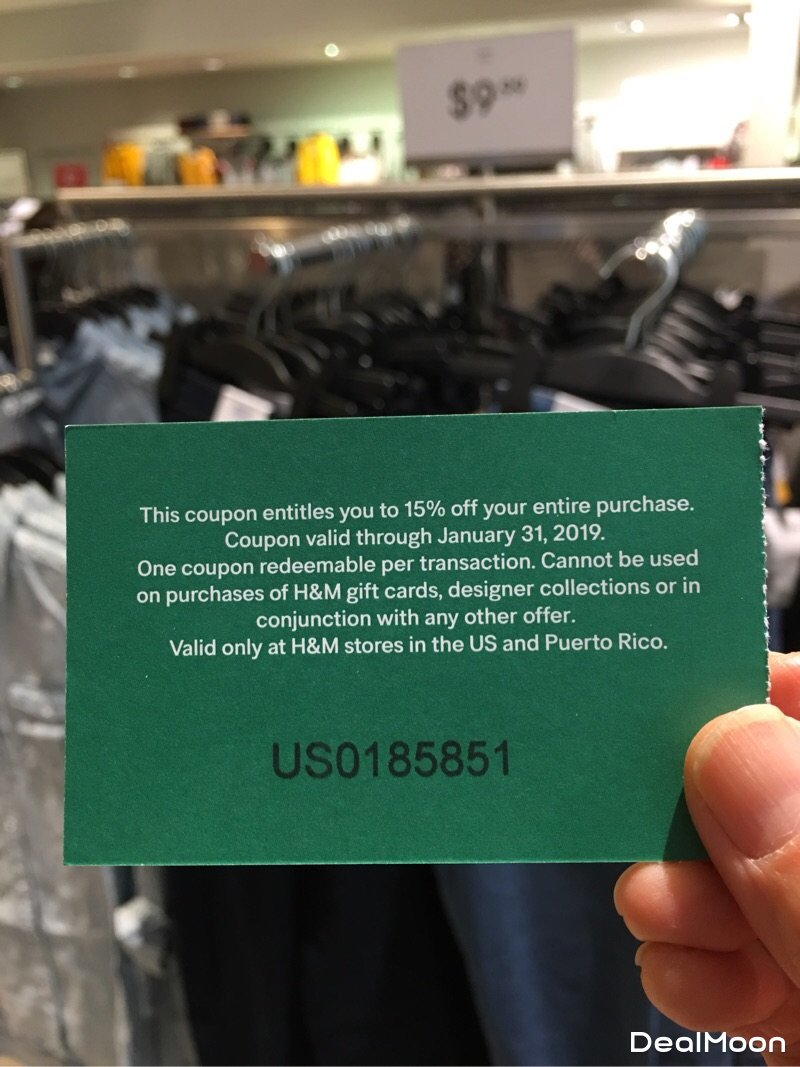 $9.00
This coupon entitles you to 15% off your entire purchase.
Coupon valid through January 31, 2019.
One coupon redeemable per transaction. Cannot be used
on purchases of H&M gift cards, designer collections or in
conjunction with any other offer.
Valid only at H&M stores in the US and Puerto Rico.
US0185851
DealMoon